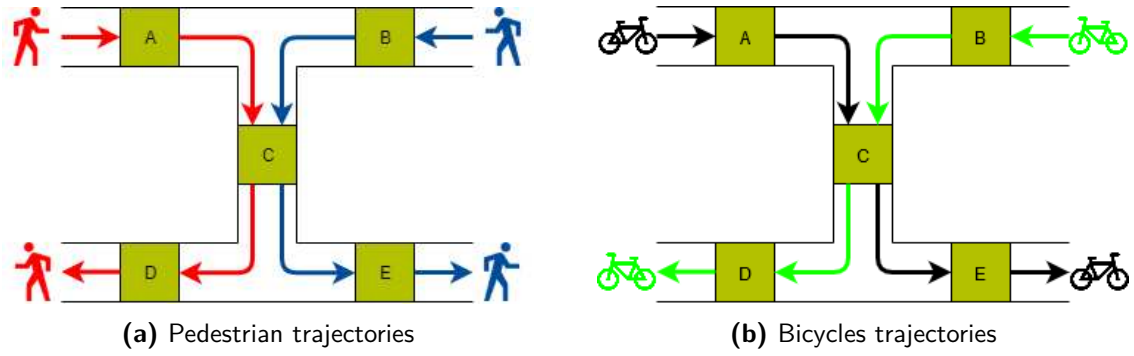 A B
C
D E
(a) Pedestrian trajectories
A B
C
D E
(b) Bicycles trajectories